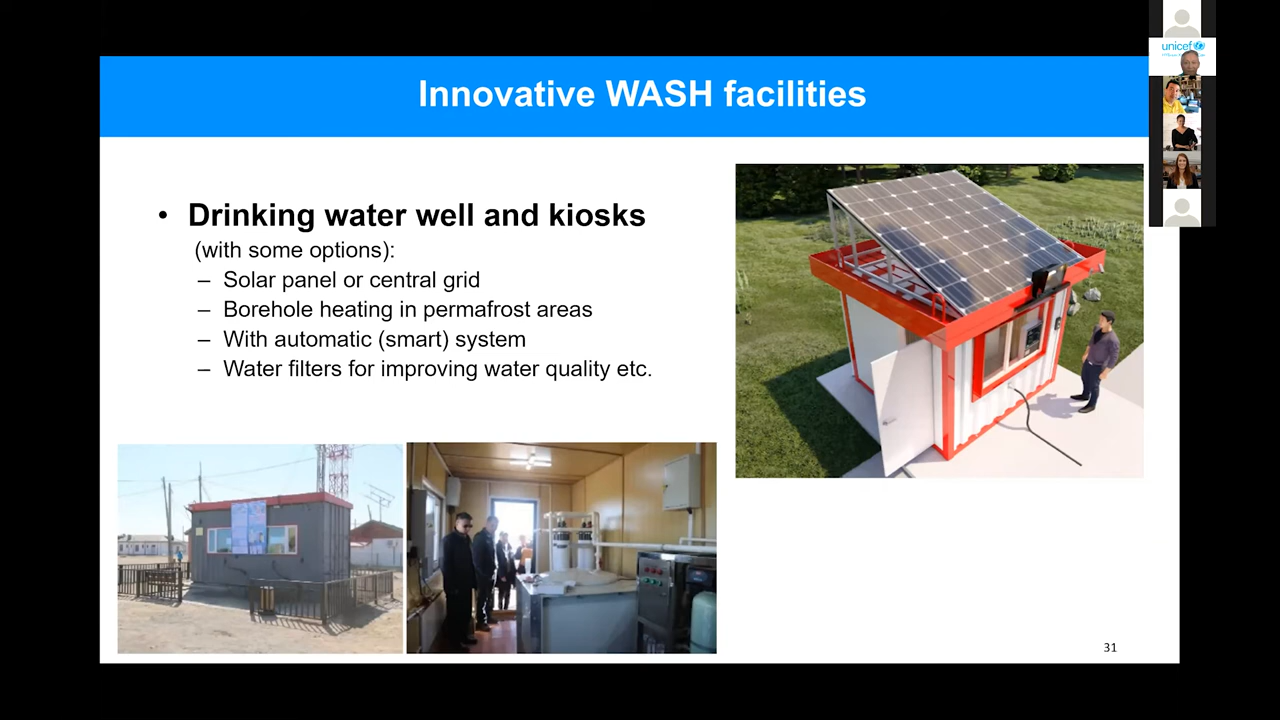 Innovative WASH facilities
unicef
• Drinking water well and kiosks
(with some options):
– Solar panel or central grid
– Borehole heating in permafrost areas
– With automatic (smart) system
– Water filters for improving water quality etc.
31